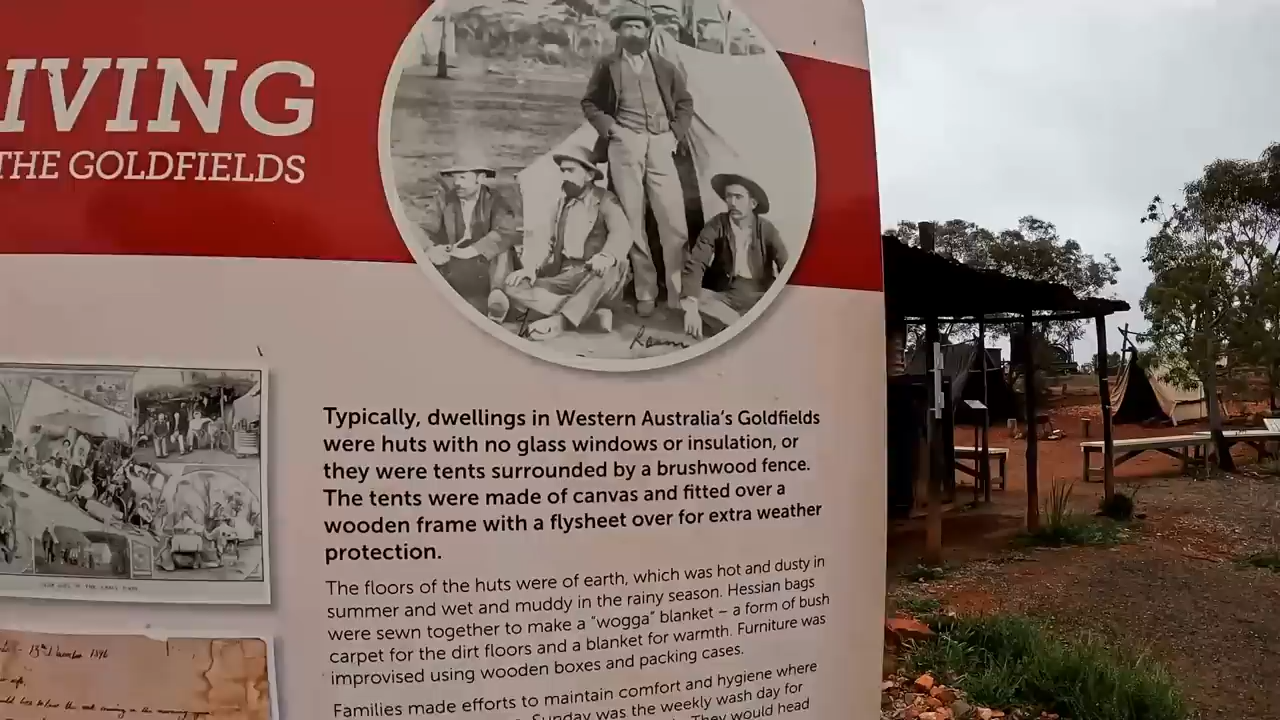 IVING
THE GOLDFIELDS
Typically, dwellings in Western Australia's Goldfields
were huts with no glass windows or insulation, or
they were tents surrounded by a brushwood fence.
The tents were made of canvas and fitted over a
wooden frame with a flysheet over for extra weather
protection.
The floors of the huts were of earth, which was hot and dusty in
summer and wet and muddy in the rainy season. Hessian bags
were sewn together to make a "wogga" blanket – a form of bush
carpet for the dirt floors and a blanket for warmth. Furniture was
improvised using wooden boxes and packing cases.
Families made efforts to maintain comfort and hygiene where
Sunday was the weekly wash day for
They would head